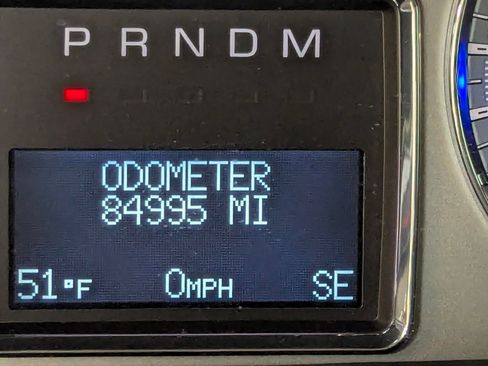 P R N D M
ODOMETER
84995 MI
51°F 0MPH SE